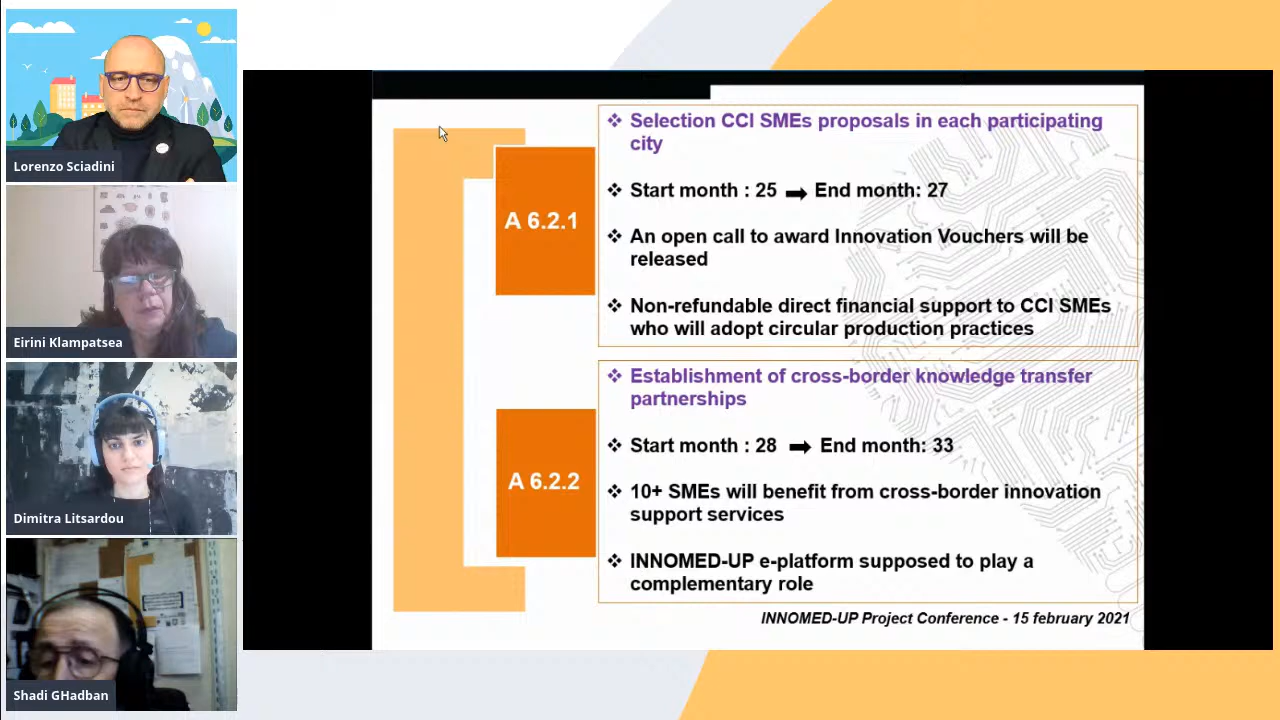 Lorenzo Sciadini
Eirini Klampatsea
Dimitra Litsardou
Shadi GHadban
A 6.2.1
❖ Selection CCI SMEs proposals in each participating
city
❖ Start month : 25 ➡ End month: 27
❖ An open call to award Innovation Vouchers will be
released
❖ Non-refundable direct financial support to CCI SMEs
who will adopt circular production practices
A 6.2.2
❖ Establishment of cross-border knowledge transfer
partnerships
❖ Start month : 28 ➡ End month: 33
❖ 10+ SMEs will benefit from cross-border innovation
support services
❖ INNOMED-UP e-platform supposed to play a
complementary role
INNOMED-UP Project Conference - 15 february 2021